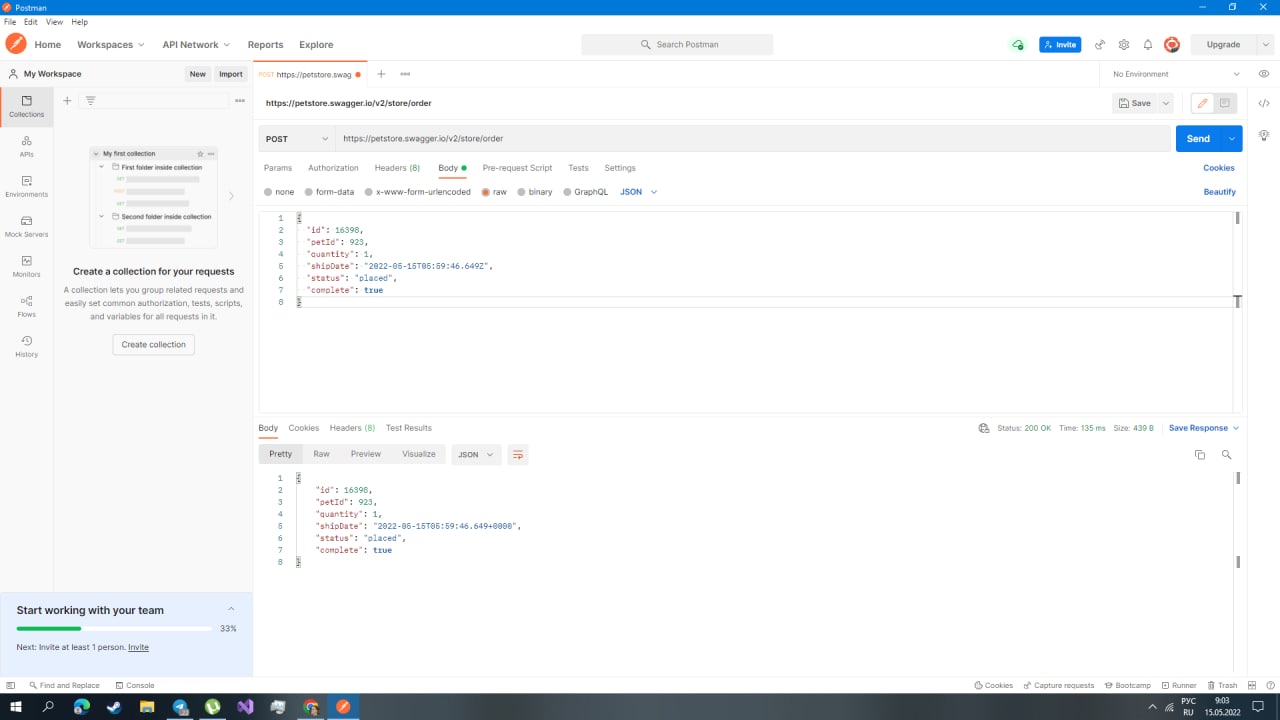 Postman
File Edit View Help
Home Workspaces API Network Reports Explore Search Postman Invite Upgrade
My Workspace New Import POST https://petstore.swag No Environment
Collections
APIs
Environments
Mock Servers
Monitors
Flows
History
My first collection
First folder inside collection
GET
POST
GET
Second folder inside collection
GET
GET
Create a collection for your requests
A collection lets you group related requests and
easily set common authorization, tests, scripts,
and variables for all requests in it.
Create collection
Start working with your team
33%
Next: Invite at least 1 person. Invite
https://petstore.swagger.io/v2/store/order Save
POST https://petstore.swagger.io/v2/store/order Send
Params Authorization Headers (8) Body Pre-request Script Tests Settings Cookies
none form-data x-www-form-urlencoded raw binary GraphQL JSON Beautify
1 {
2 "id": 16398,
3 "petId": 923,
4 "quantity": 1,
5 "shipDate": "2022-05-15T05:59:46.649Z",
6 "status": "placed",
7 "complete": true
8 }
Body Cookies Headers (8) Test Results Status: 200 OK Time: 135 ms Size: 439 B Save Response
Pretty Raw Preview Visualize JSON
1 {
2 "id": 16398,
3 "petId": 923,
4 "quantity": 1,
5 "shipDate": "2022-05-15T05:59:46.649+0000",
6 "status": "placed",
7 "complete": true
8 }
Find and Replace Console Cookies Capture requests Bootcamp Runner Trash
РУС 9:03
RU 15.05.2022